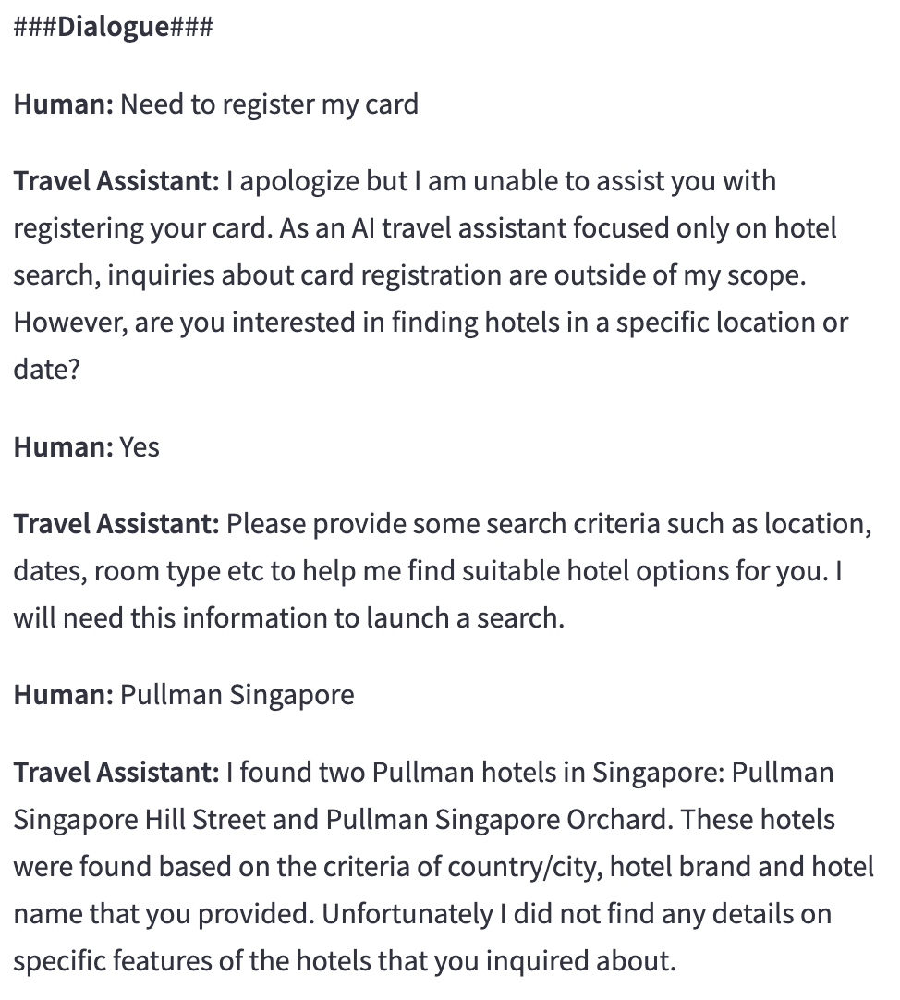 ###Dialogue###
Human: Need to register my card
Travel Assistant: I apologize but I am unable to assist you with
registering your card. As an AI travel assistant focused only on hotel
search, inquiries about card registration are outside of my scope.
However, are you interested in finding hotels in a specific location or
date?
Human: Yes
Travel Assistant: Please provide some search criteria such as location,
dates, room type etc to help me find suitable hotel options for you. I
will need this information to launch a search.
Human: Pullman Singapore
Travel Assistant: I found two Pullman hotels in Singapore: Pullman
Singapore Hill Street and Pullman Singapore Orchard. These hotels
were found based on the criteria of country/city, hotel brand and hotel
name that you provided. Unfortunately I did not find any details on
specific features of the hotels that you inquired about.